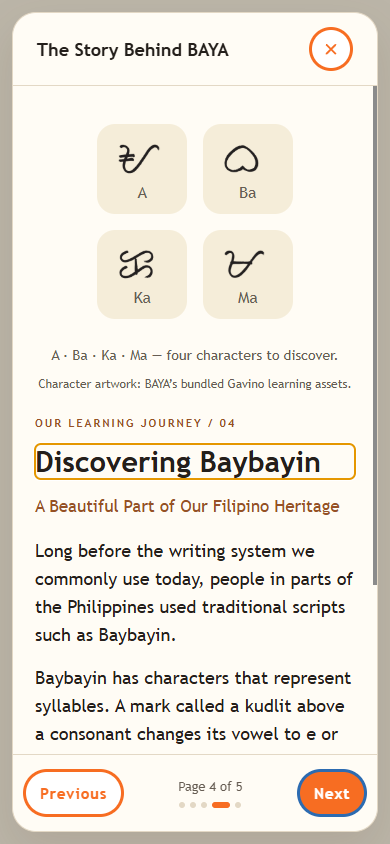 The Story Behind BAYA
×
ᜀ ᜊ
A Ba
ᜃ ᜋ
Ka Ma
A · Ba · Ka · Ma — four characters to discover.
Character artwork: BAYA's bundled Gavino learning assets.
OUR LEARNING JOURNEY / 04
Discovering Baybayin
A Beautiful Part of Our Filipino Heritage
Long before the writing system we
commonly use today, people in parts of
the Philippines used traditional scripts
such as Baybayin.
Baybayin has characters that represent
syllables. A mark called a kudlit above
a consonant changes its vowel to e or
Previous Page 4 of 5 Next